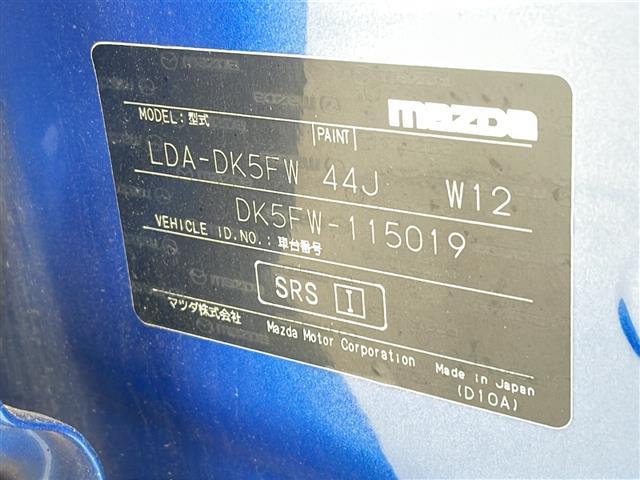 mazda
MODEL:型式
PAINT
LDA-DK5FW 44J W12
DK5FW-115019
VEHICLE ID.NO.:車台番号
SRS I
マツダ株式会社 Mazda Motor Corporation Made in Japan
(D10A)